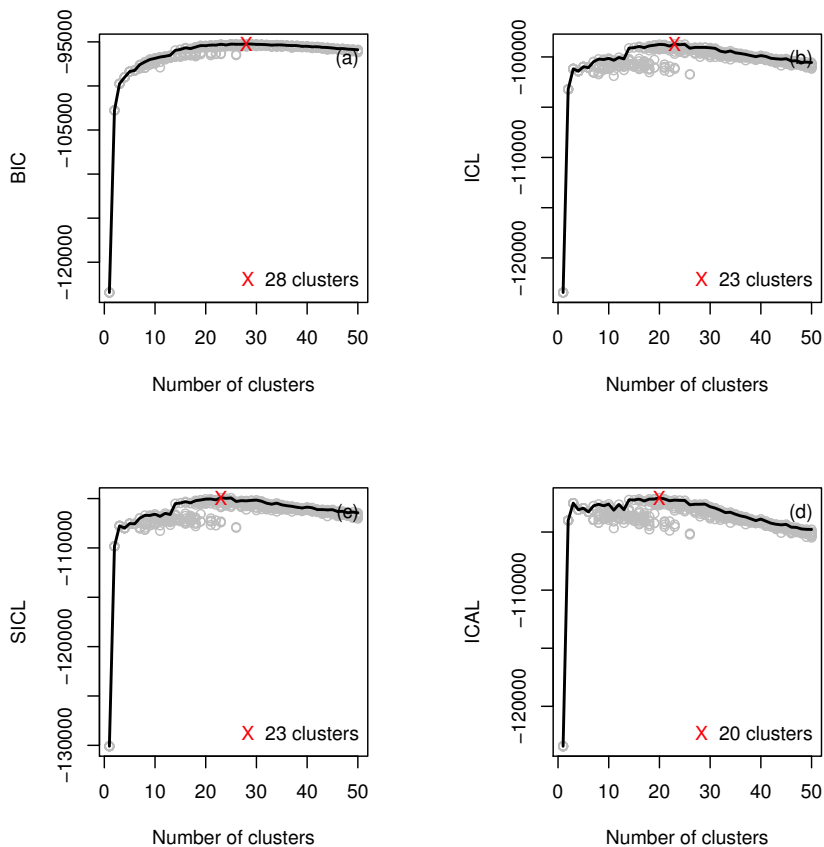 −95000
−105000
−120000
BIC
(a)
X 28 clusters
0 10 20 30 40 50
Number of clusters
−100000
−110000
−120000
ICL
(b)
X 23 clusters
0 10 20 30 40 50
Number of clusters
−110000
−120000
−130000
SICL
(c)
X 23 clusters
0 10 20 30 40 50
Number of clusters
−110000
−120000
ICAL
(d)
X 20 clusters
0 10 20 30 40 50
Number of clusters